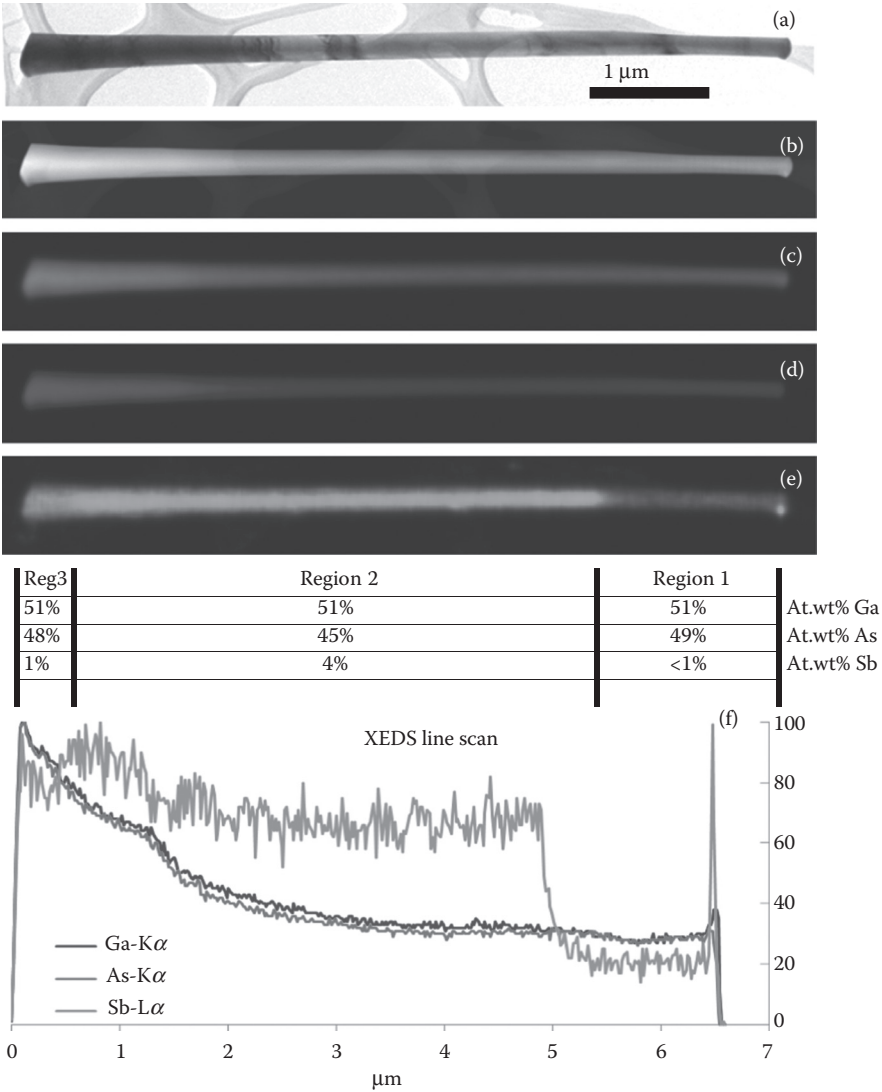 (a)
1 µm
(b)
(c)
(d)
(e)
Reg3 Region 2 Region 1
51% 51% 51% At.wt% Ga
48% 45% 49% At.wt% As
1% 4% <1% At.wt% Sb
(f)
XEDS line scan
100
80
60
40
20
0
Ga-Kα
As-Kα
Sb-Lα
0 1 2 3 4 5 6 7
µm